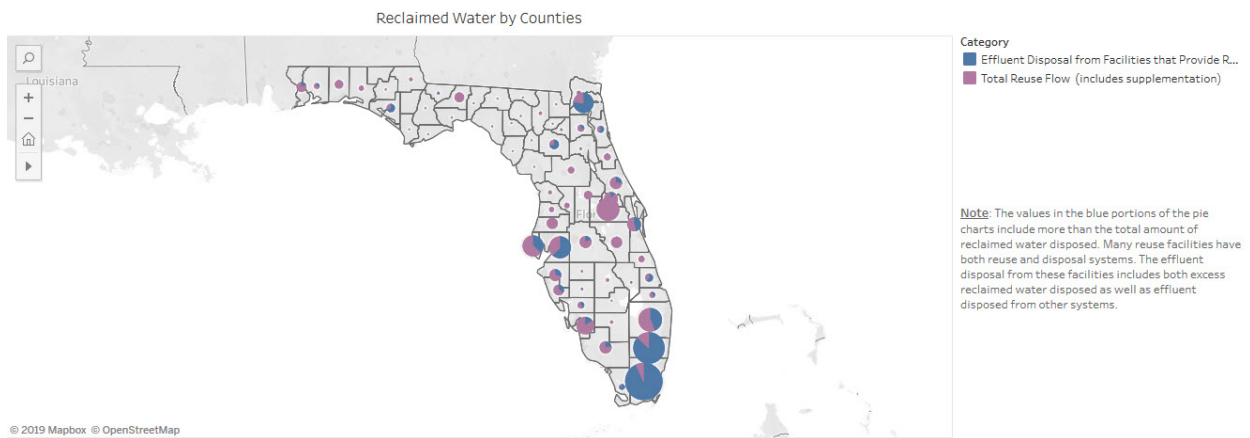 Reclaimed Water by Counties
Louisiana
+
−
Flor
© 2019 Mapbox © OpenStreetMap
Category
Effluent Disposal from Facilities that Provide R...
Total Reuse Flow (includes supplementation)
Note: The values in the blue portions of the pie
charts include more than the total amount of
reclaimed water disposed. Many reuse facilities have
both reuse and disposal systems. The effluent
disposal from these facilities includes both excess
reclaimed water disposed as well as effluent
disposed from other systems.